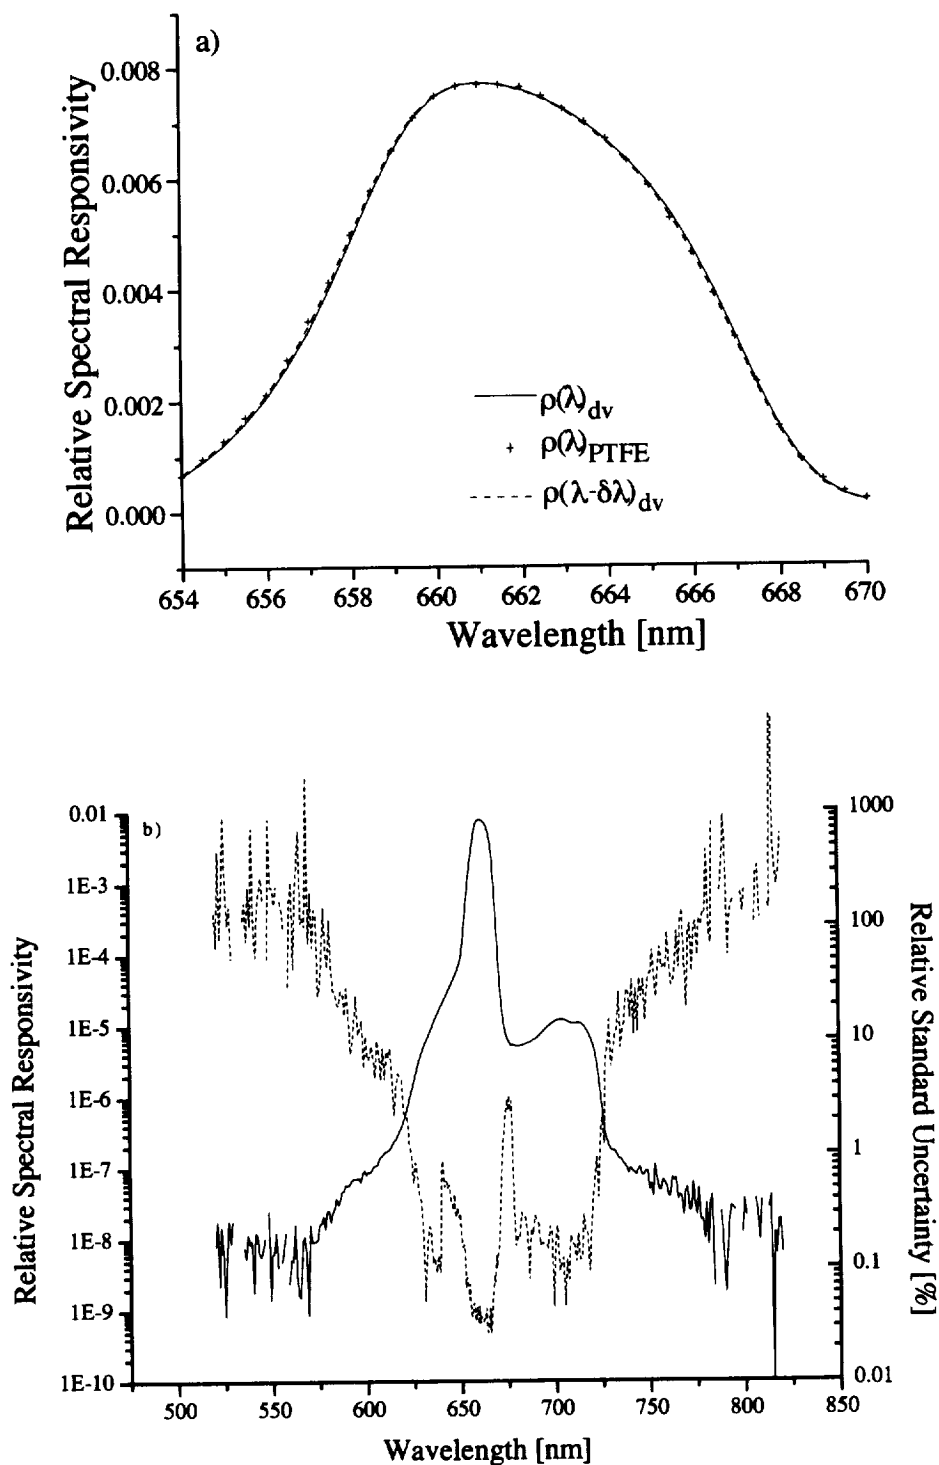 a)
Relative Spectral Responsivity
0.008
0.006
0.004
0.002
0.000
ρ(λ)dv
ρ(λ)PTFE
ρ(λ-δλ)dv
654 656 658 660 662 664 666 668 670
Wavelength [nm]
b)
Relative Spectral Responsivity
0.01
1E-3
1E-4
1E-5
1E-6
1E-7
1E-8
1E-9
1E-10
1000
100
10
1
0.1
0.01
Relative Standard Uncertainty [%]
500 550 600 650 700 750 800 850
Wavelength [nm]